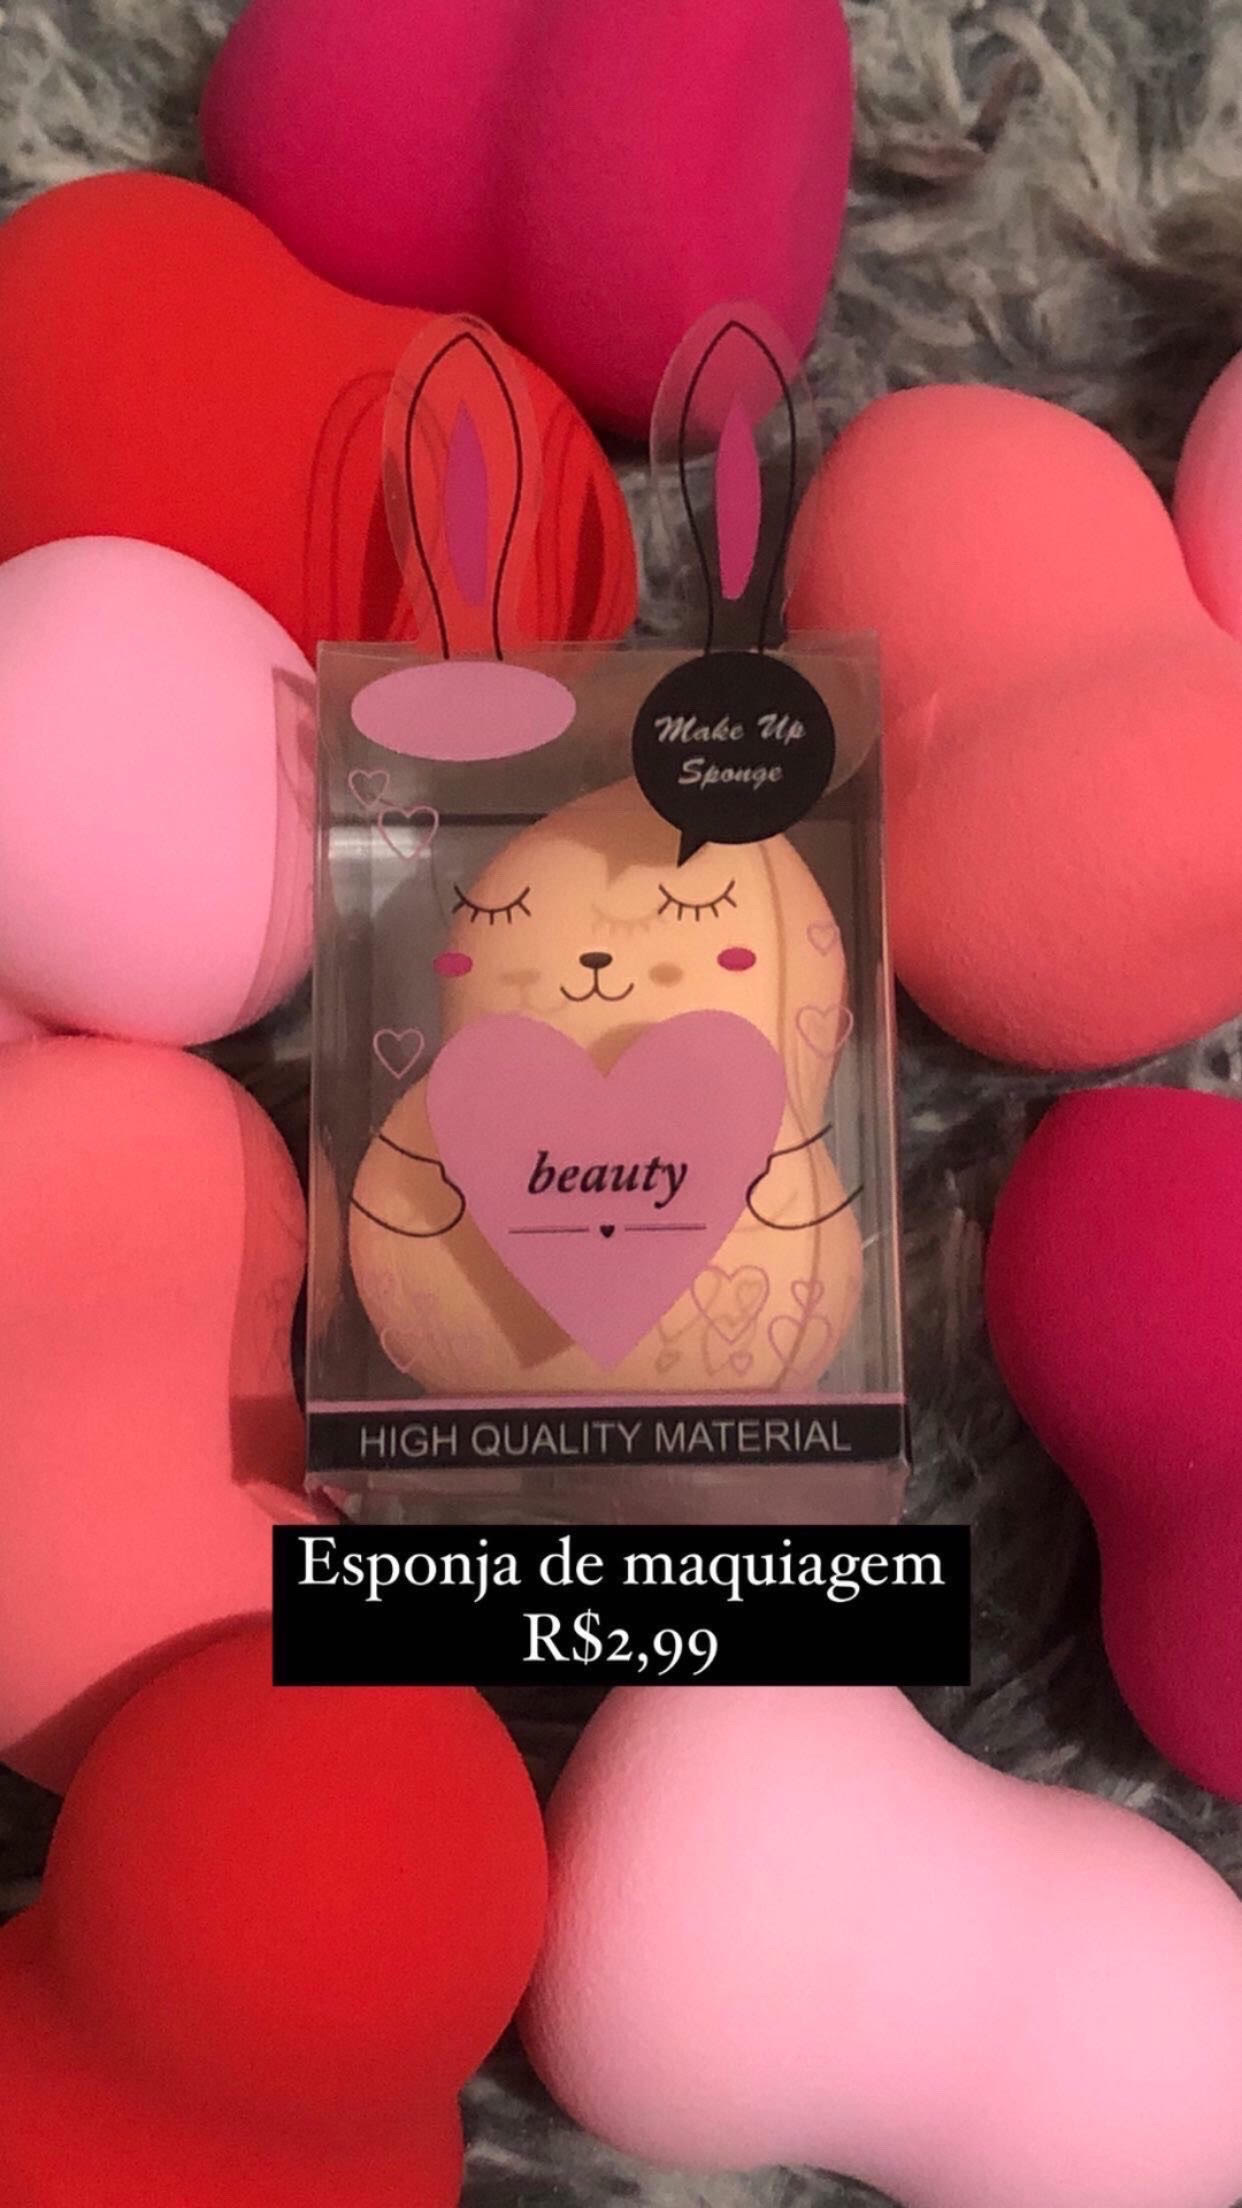 Make Up
Sponge
beauty
HIGH QUALITY MATERIAL
Esponja de maquiagem
R$2,99